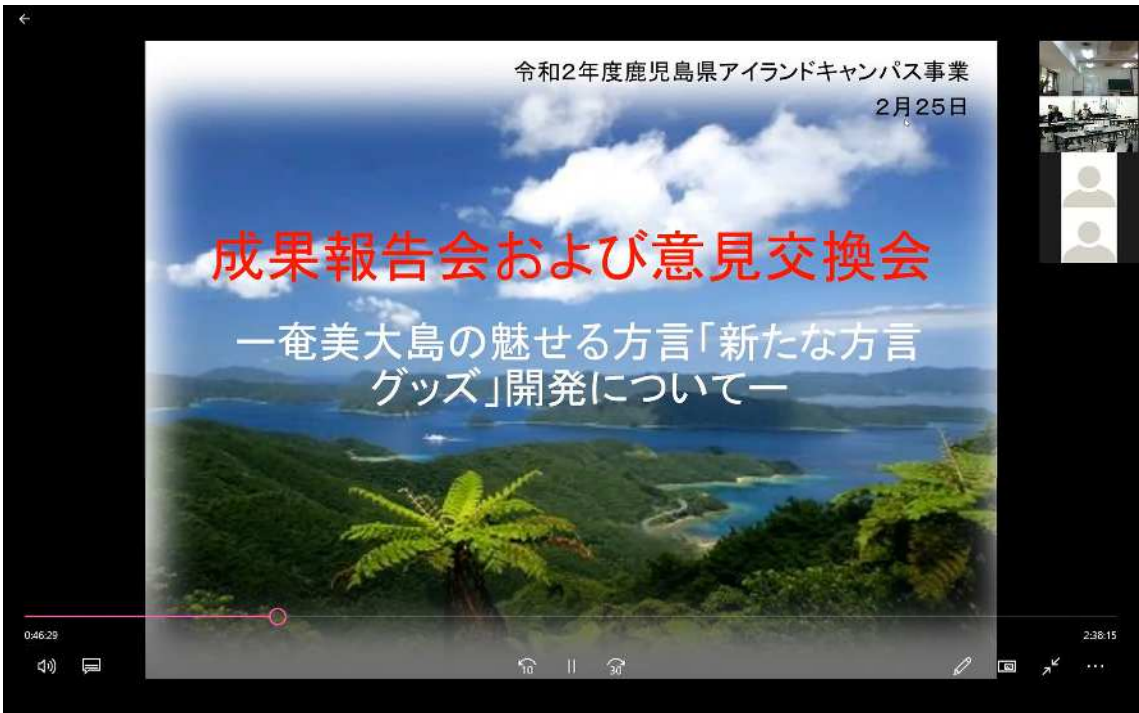 令和2年度鹿児島県アイランドキャンパス事業
2月25日
成果報告会および意見交換会
ー奄美大島の魅せる方言「新たな方言
グッズ」開発についてー
0:46:29
2:38:15
10
30